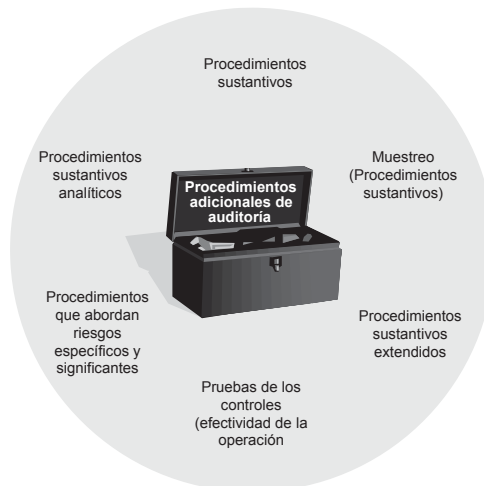 Procedimientos
sustantivos
Procedimientos
sustantivos
analíticos
Muestreo
(Procedimientos
sustantivos)
Procedimientos
adicionales de
auditoría
Procedimientos
que abordan
riesgos
específicos y
significantes
Procedimientos
sustantivos
extendidos
Pruebas de los
controles
(efectividad de la
operación